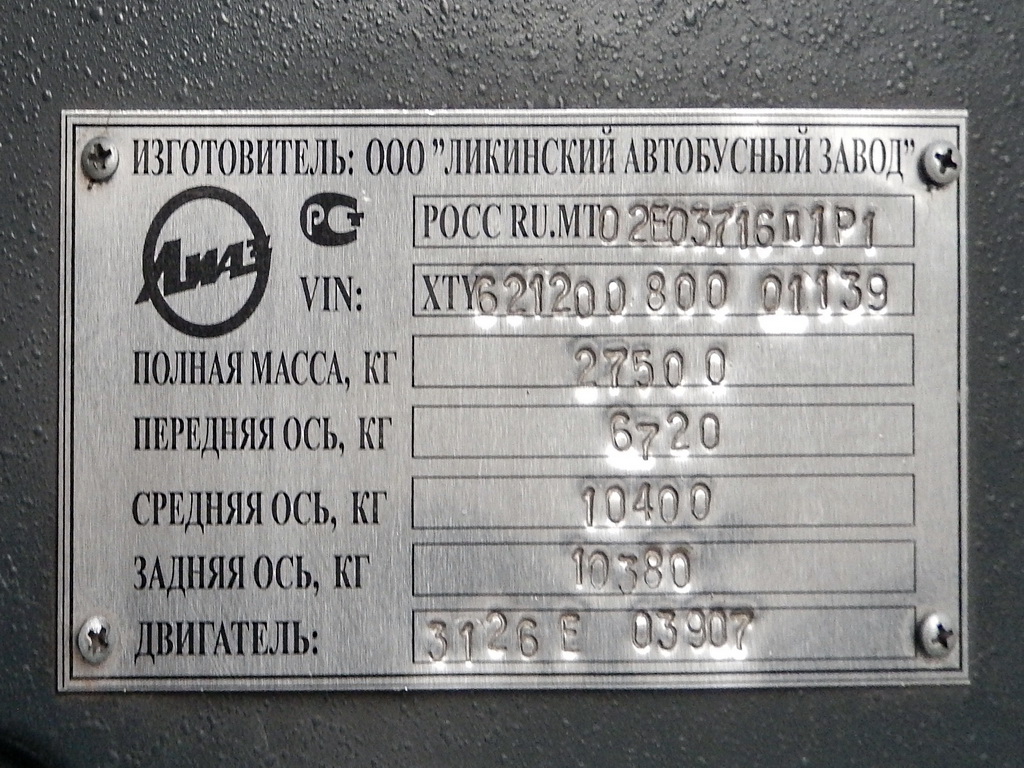 ИЗГОТОВИТЕЛЬ: ООО "ЛИКИНСКИЙ АВТОБУСНЫЙ ЗАВОД"
ЛиАЗ РСТ РОСС RU.МТ02Е03716П1Р1
VIN: XTY621200 800 01139
ПОЛНАЯ МАССА, КГ 27500
ПЕРЕДНЯЯ ОСЬ, КГ 6720
СРЕДНЯЯ ОСЬ, КГ 10400
ЗАДНЯЯ ОСЬ, КГ 10380
ДВИГАТЕЛЬ: 3126 Е 03907